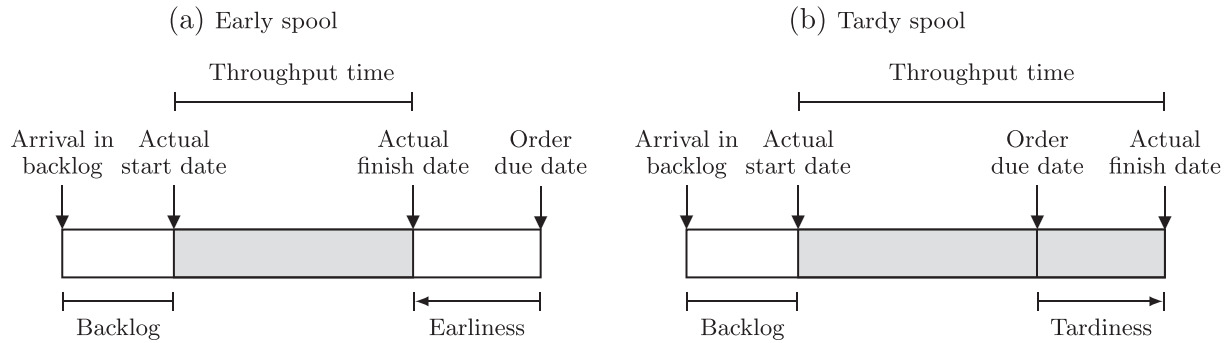 (a) Early spool
Throughput time
Arrival in backlog
Actual start date
Actual finish date
Order due date
Backlog
Earliness
(b) Tardy spool
Throughput time
Arrival in backlog
Actual start date
Order due date
Actual finish date
Backlog
Tardiness